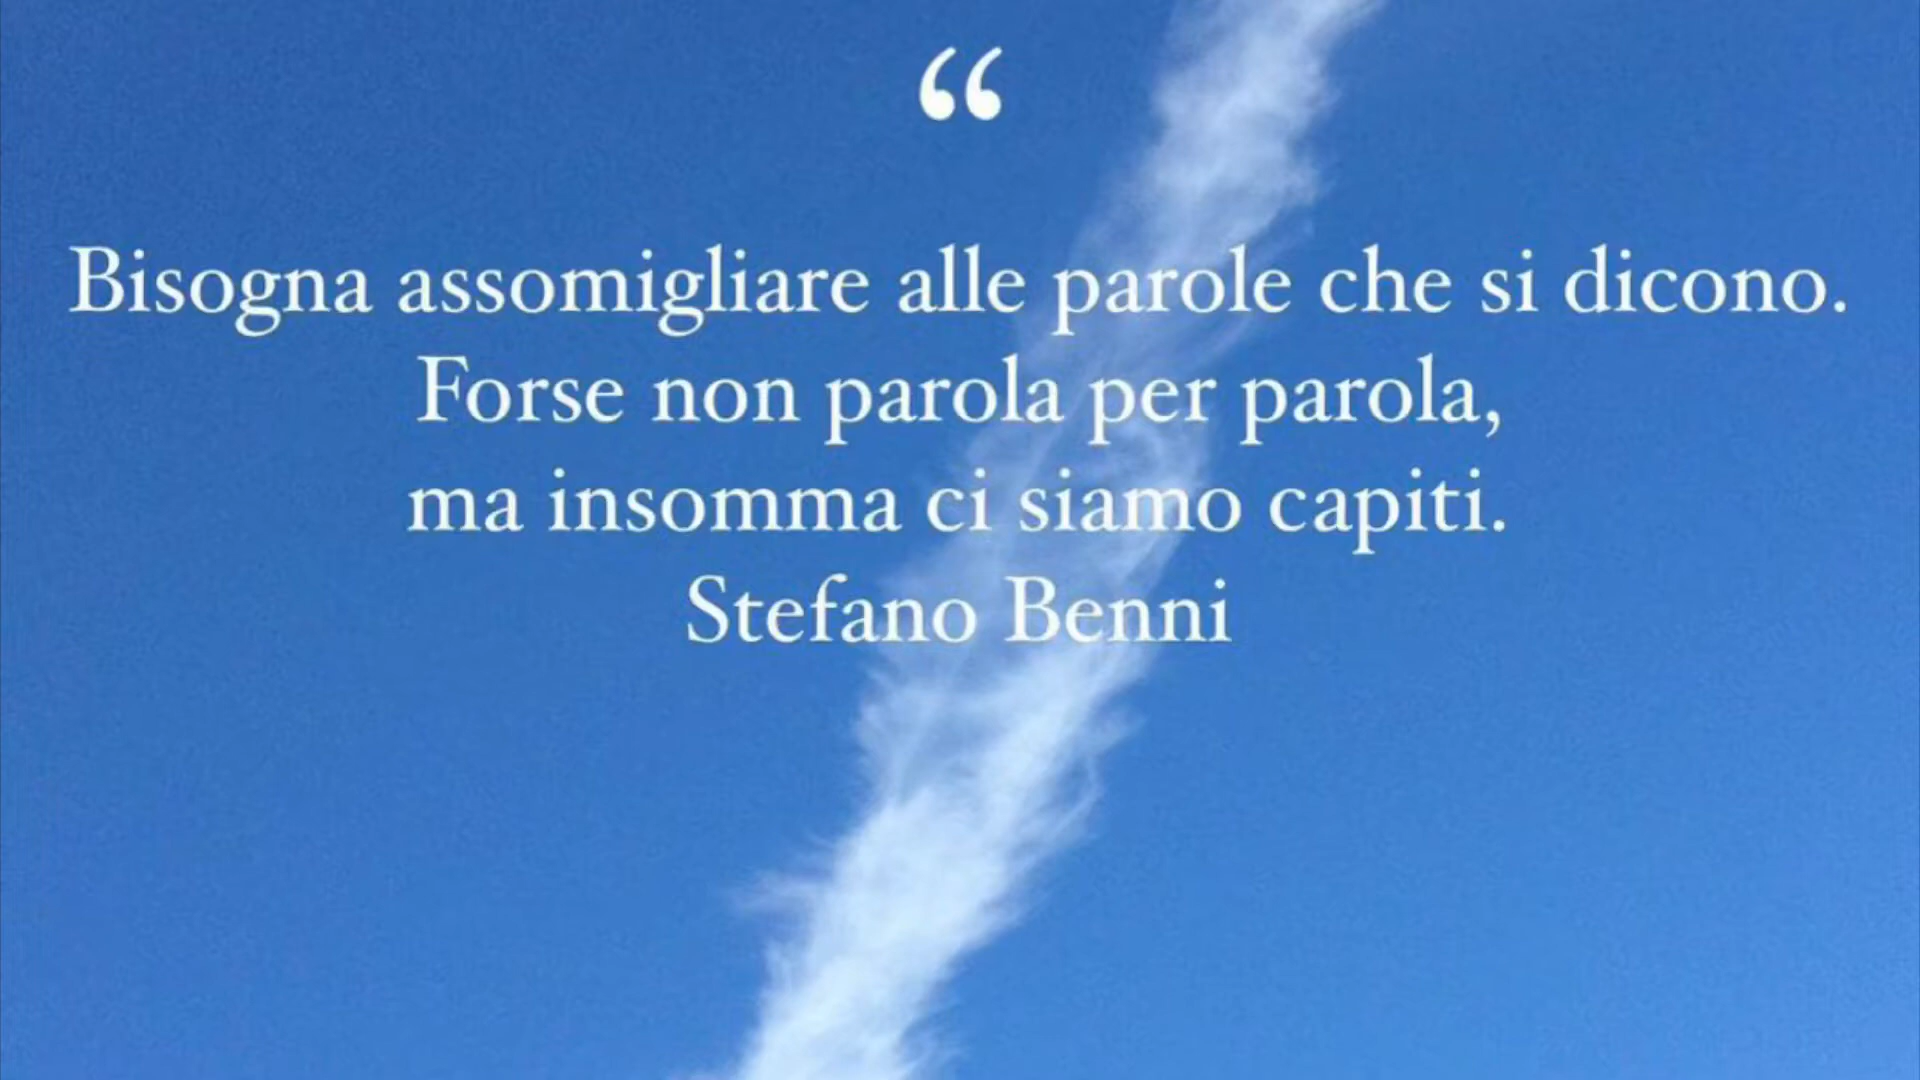 “
Bisogna assomigliare alle parole che si dicono.
Forse non parola per parola,
ma insomma ci siamo capiti.
Stefano Benni